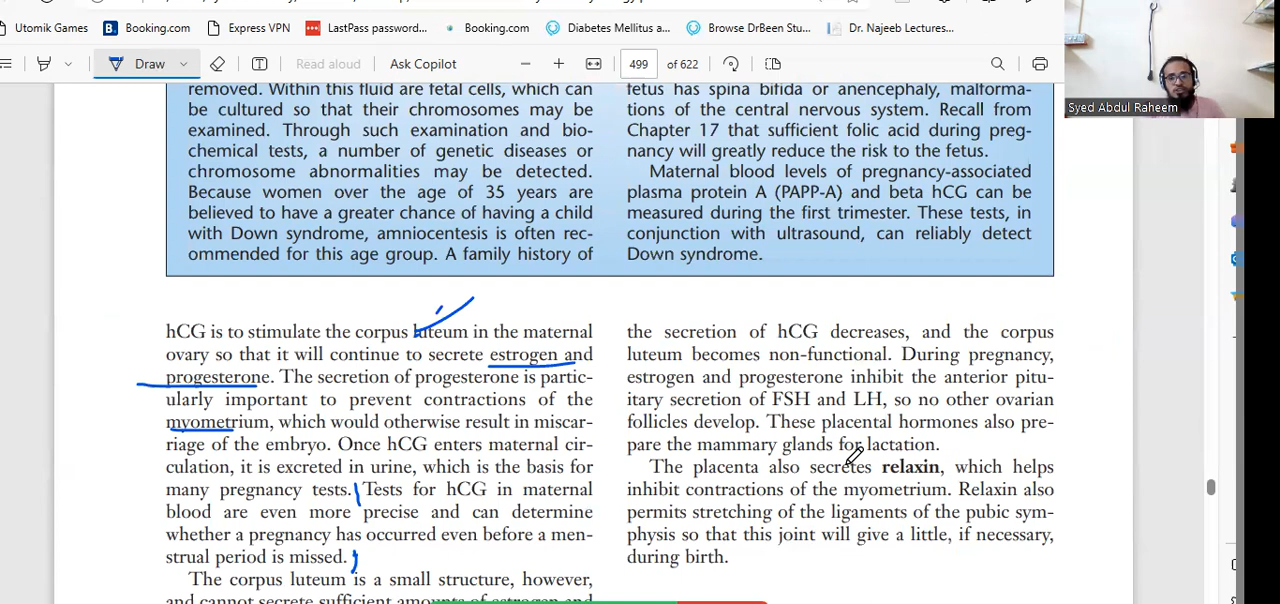 Utomik Games
B. Booking.com
Express VPN
LastPass password...
Booking.com
Diabetes Mellitus a...
Browse DrBeen Stu...
Dr. Najeeb Lectures...
Draw
Read aloud
Ask Copilot
499
of 622
Syed Abdul Raheem
removed. Within this fluid are fetal cells, which can
be cultured so that their chromosomes may be
examined. Through such examination and bio-
chemical tests, a number of genetic diseases or
chromosome abnormalities may be detected.
Because women over the age of 35 years are
believed to have a greater chance of having a child
with Down syndrome, amniocentesis is often rec-
ommended for this age group. A family history of
fetus has spina bifida or anencephaly, malforma-
tions of the central nervous system. Recall from
Chapter 17 that sufficient folic acid during preg-
nancy will greatly reduce the risk to the fetus.
Maternal blood levels of pregnancy-associated
plasma protein A (PAPP-A) and beta hCG can be
measured during the first trimester. These tests, in
conjunction with ultrasound, can reliably detect
Down syndrome.
hCG is to stimulate the corpus luteum in the maternal
ovary so that it will continue to secrete estrogen and
progesterone. The secretion of progesterone is partic-
ularly important to prevent contractions of the
myometrium, which would otherwise result in miscar-
riage of the embryo. Once hCG enters maternal cir-
culation, it is excreted in urine, which is the basis for
many pregnancy tests. Tests for hCG in maternal
blood are even more precise and can determine
whether a pregnancy has occurred even before a men-
strual period is missed.
The corpus luteum is a small structure, however,
and cannot secrete sufficient amounts of estrogen and
the secretion of hCG decreases, and the corpus
luteum becomes non-functional. During pregnancy,
estrogen and progesterone inhibit the anterior pitu-
itary secretion of FSH and LH, so no other ovarian
follicles develop. These placental hormones also pre-
pare the mammary glands for lactation.
The placenta also secretes relaxin, which helps
inhibit contractions of the myometrium. Relaxin also
permits stretching of the ligaments of the pubic sym-
physis so that this joint will give a little, if necessary,
during birth.